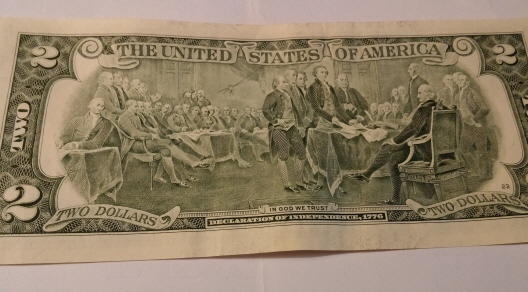 2 THE UNITED STATES OF AMERICA 2
TWO
2 TWO DOLLARS
IN GOD WE TRUST
TWO DOLLARS
DECLARATION OF INDEPENDENCE, 1776